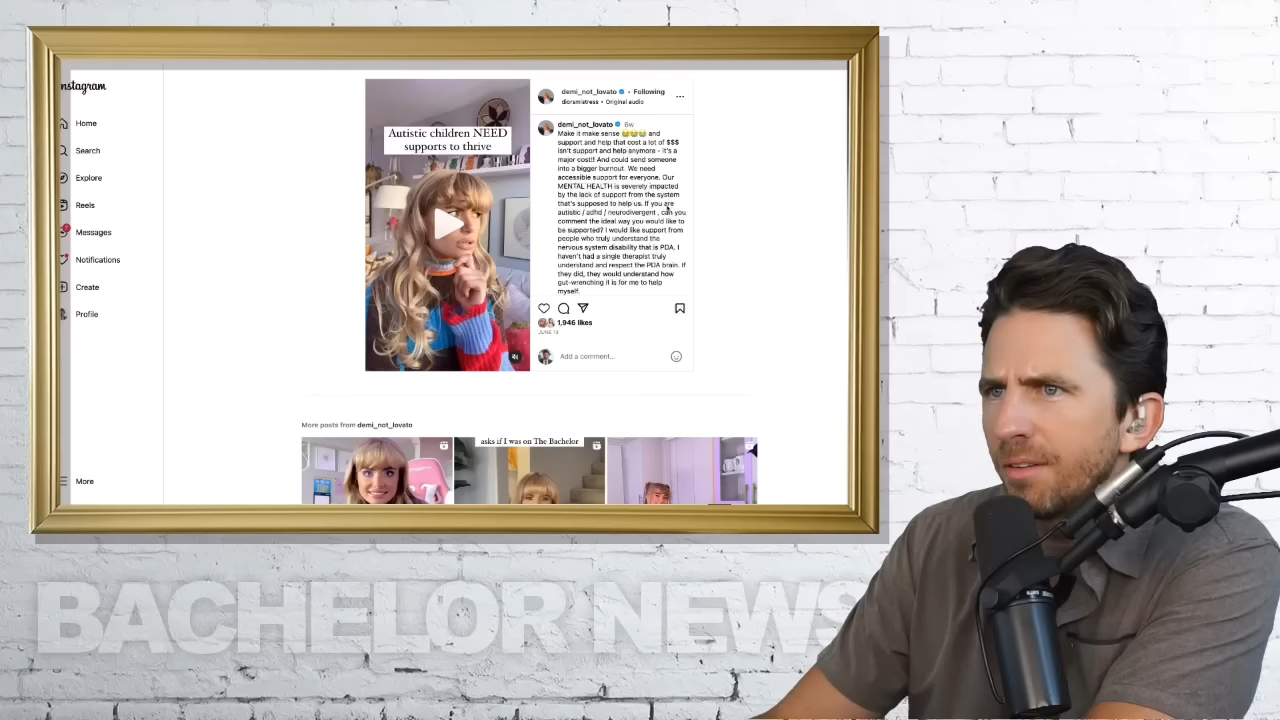 Instagram
Home
Search
Explore
Reels
Messages
Notifications
Create
Profile
More
Autistic children NEED
supports to thrive
demi_not_lovato • Following
dioramistress • Original audio
demi_not_lovato 6w
Make it make sense 😭😭😭 and
support and help that cost a lot of $$$
isn't support and help anymore - it's a
major cost!! And could send someone
into a bigger burnout. We need
accessible support for everyone. Our
MENTAL HEALTH is severely impacted
by the lack of support from the system
that's supposed to help us. If you are
autistic / adhd / neurodivergent , can you
comment the ideal way you would like to
be supported? I would like support from
people who truly understand the
nervous system disability that is PDA. I
haven't had a single therapist truly
understand and respect the PDA brain. If
they did, they would understand how
gut-wrenching it is for me to help
myself.
1,946 likes
JUNE 13
Add a comment...
More posts from demi_not_lovato
asks if I was on The Bachelor
BACHELOR NEWS